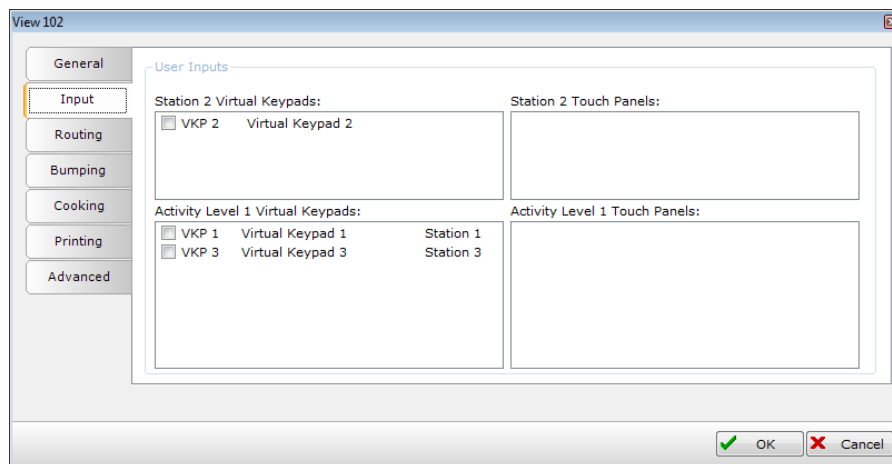 View 102
General
Input
Routing
Bumping
Cooking
Printing
Advanced
User Inputs
Station 2 Virtual Keypads:
VKP 2 Virtual Keypad 2
Station 2 Touch Panels:
Activity Level 1 Virtual Keypads:
VKP 1 Virtual Keypad 1 Station 1
VKP 3 Virtual Keypad 3 Station 3
Activity Level 1 Touch Panels:
OK Cancel